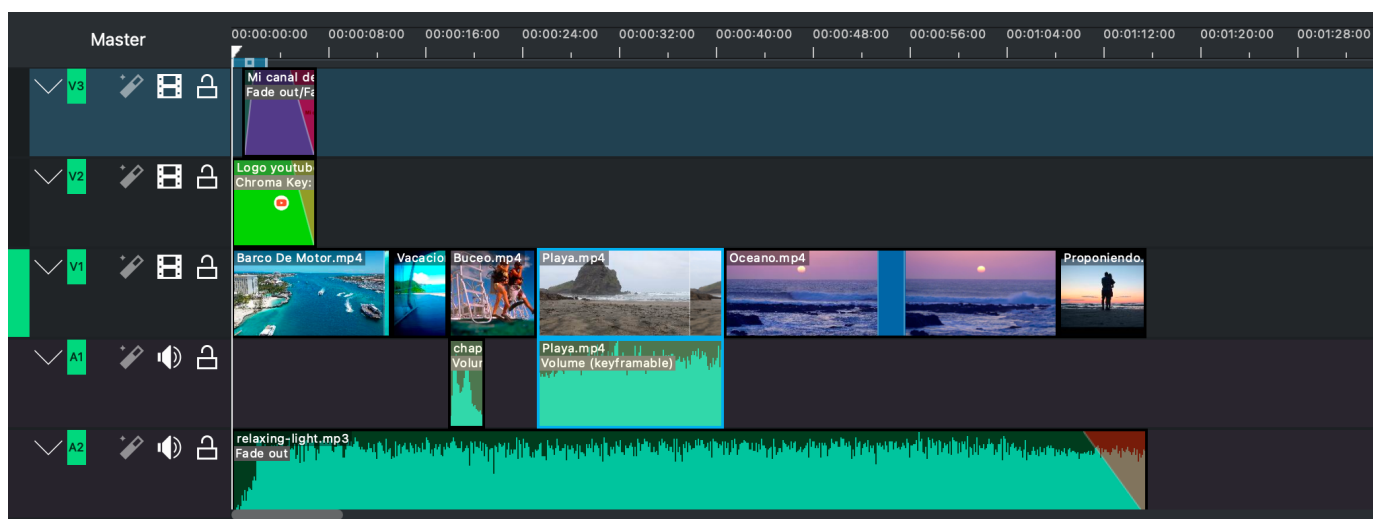 Master
00:00:00:00 00:00:08:00 00:00:16:00 00:00:24:00 00:00:32:00 00:00:40:00 00:00:48:00 00:00:56:00 00:01:04:00 00:01:12:00 00:01:20:00 00:01:28:00
V3
Mi canal de
Fade out/Fa
V2
Logo youtub
Chroma Key:
V1
Barco De Motor.mp4 Vacacio Buceo.mp4 Playa.mp4 Oceano.mp4 Proponiendo.
A1
chap Playa.mp4
Volur Volume (keyframable)
A2
relaxing-light.mp3
Fade out